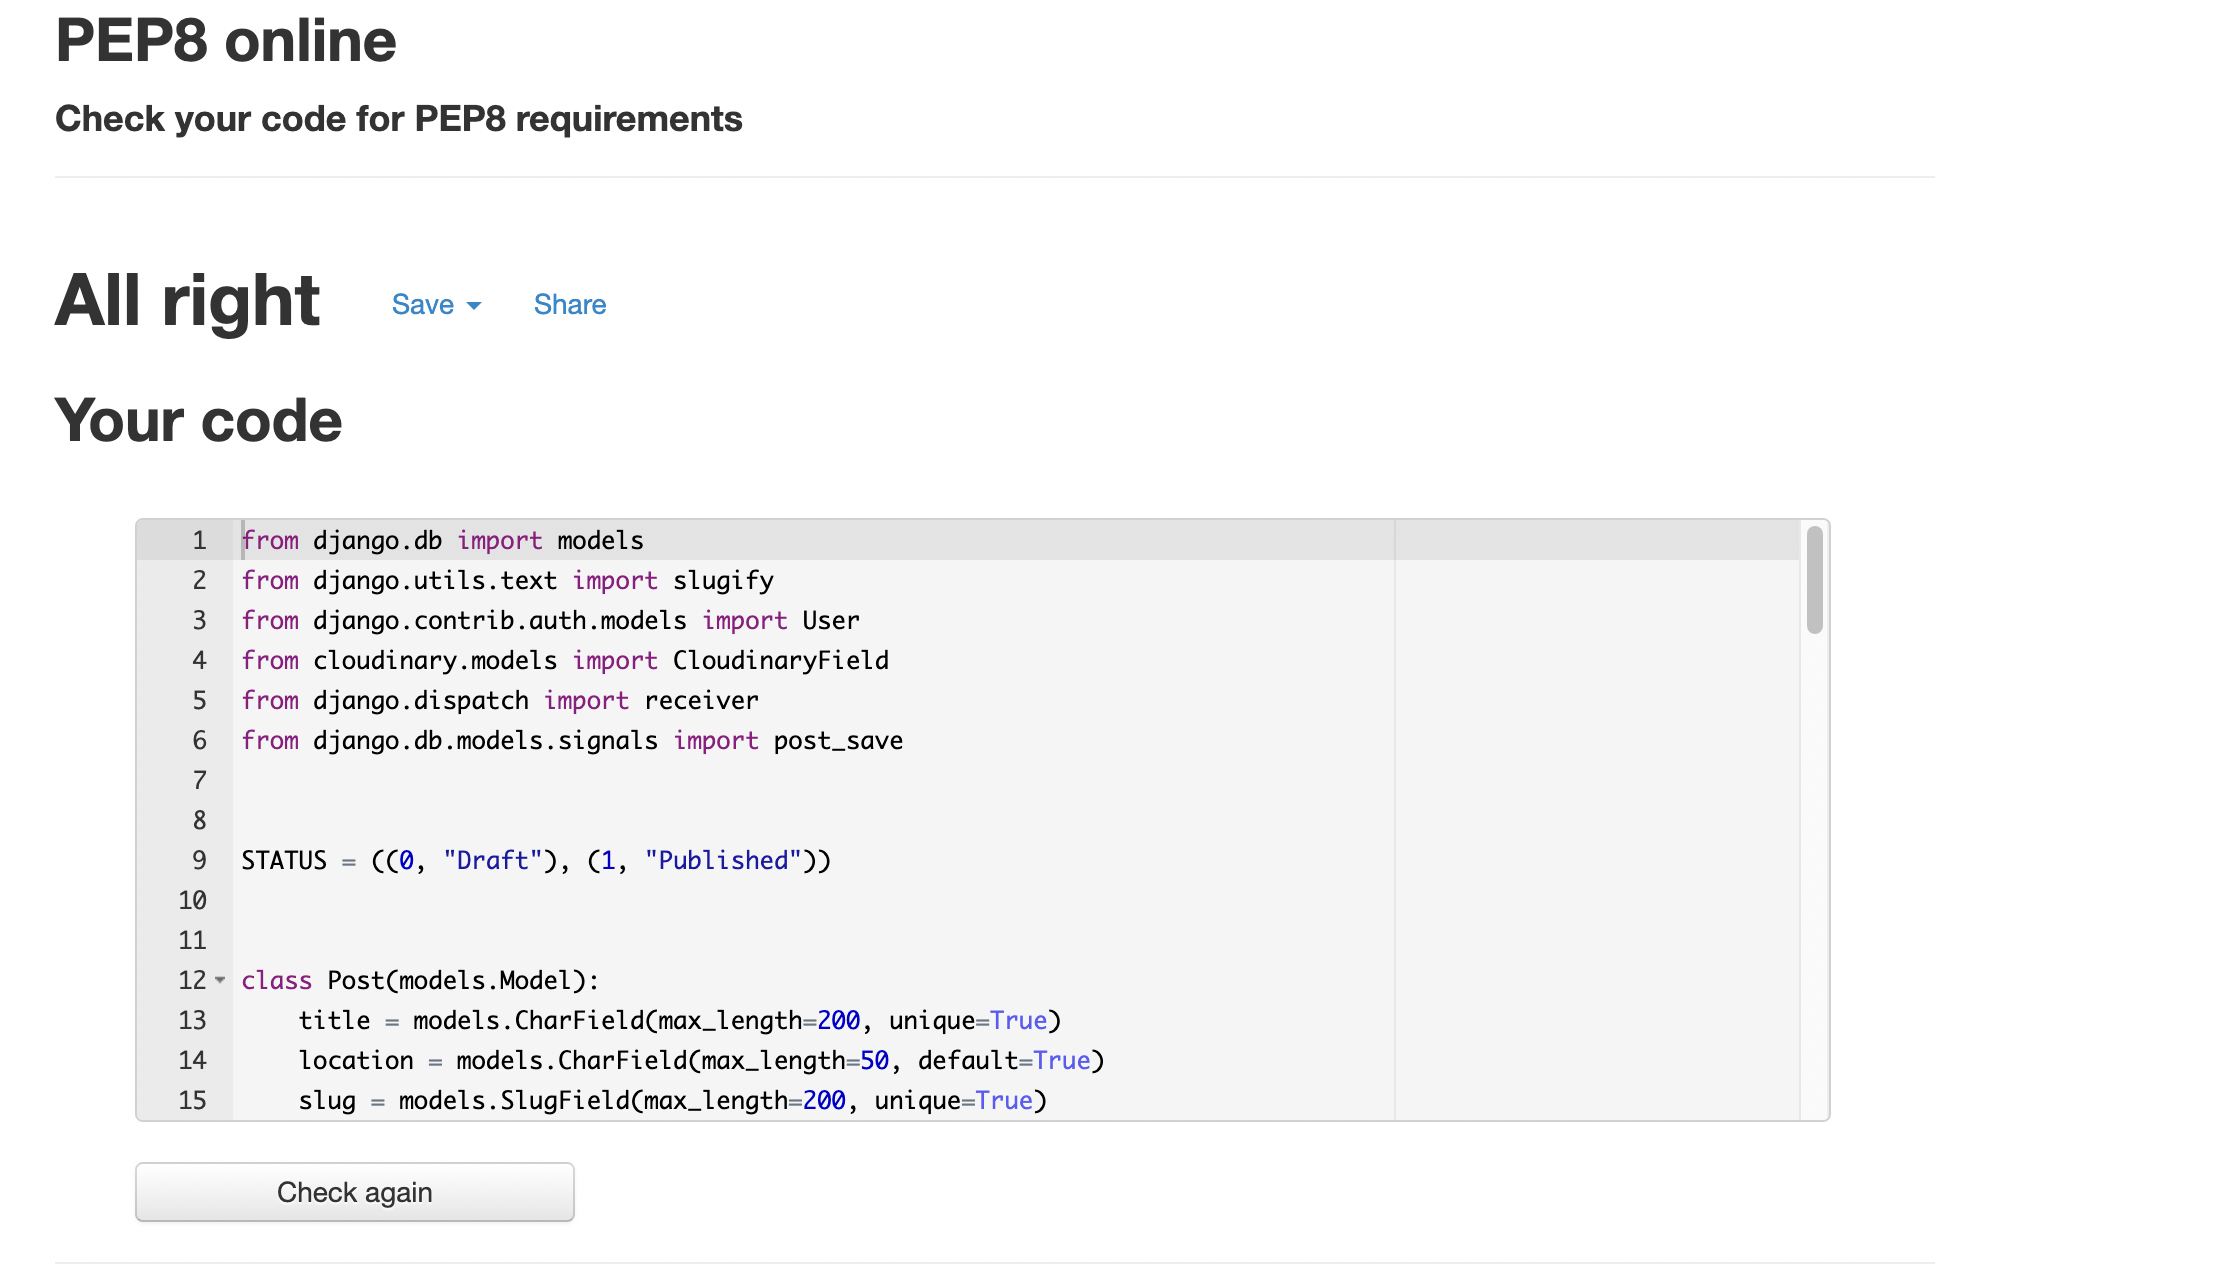 PEP8 online
Check your code for PEP8 requirements
All right Save Share
Your code
1 from django.db import models
2 from django.utils.text import slugify
3 from django.contrib.auth.models import User
4 from cloudinary.models import CloudinaryField
5 from django.dispatch import receiver
6 from django.db.models.signals import post_save
7
8
9 STATUS = ((0, "Draft"), (1, "Published"))
10
11
12 class Post(models.Model):
13     title = models.CharField(max_length=200, unique=True)
14     location = models.CharField(max_length=50, default=True)
15     slug = models.SlugField(max_length=200, unique=True)
Check again